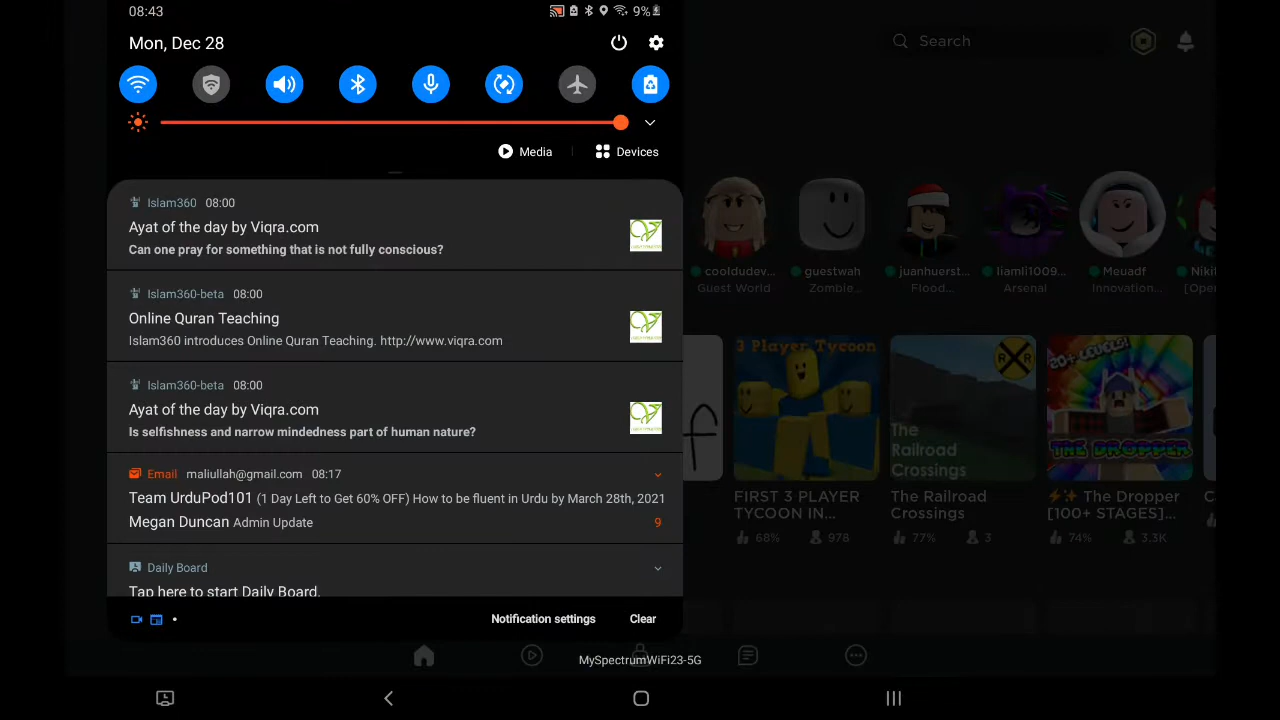 08:43
9%
Mon, Dec 28
Search
Media
Devices
Islam360 08:00
Ayat of the day by Viqra.com
Can one pray for something that is not fully conscious?
Islam360-beta 08:00
Online Quran Teaching
Islam360 introduces Online Quran Teaching. http://www.viqra.com
Islam360-beta 08:00
Ayat of the day by Viqra.com
Is selfishness and narrow mindedness part of human nature?
Email maliullah@gmail.com 08:17
Team UrduPod101 (1 Day Left to Get 60% OFF) How to be fluent in Urdu by March 28th, 2021
Megan Duncan Admin Update 9
Daily Board
Tap here to start Daily Board.
Notification settings
Clear
MySpectrumWiFi23-5G
cooldudev... guestwah juanhuerst... liamli1009... Meuadf
Guest World Zombie... Flood... Arsenal Innovation... [Open
3 Player Tycoon
The Railroad Crossings
20+ LEVELS!
THE DROPPER
FIRST 3 PLAYER
TYCOON IN...
68% 978
The Railroad
Crossings
77% 3
The Dropper
[100+ STAGES]...
74% 3.3K